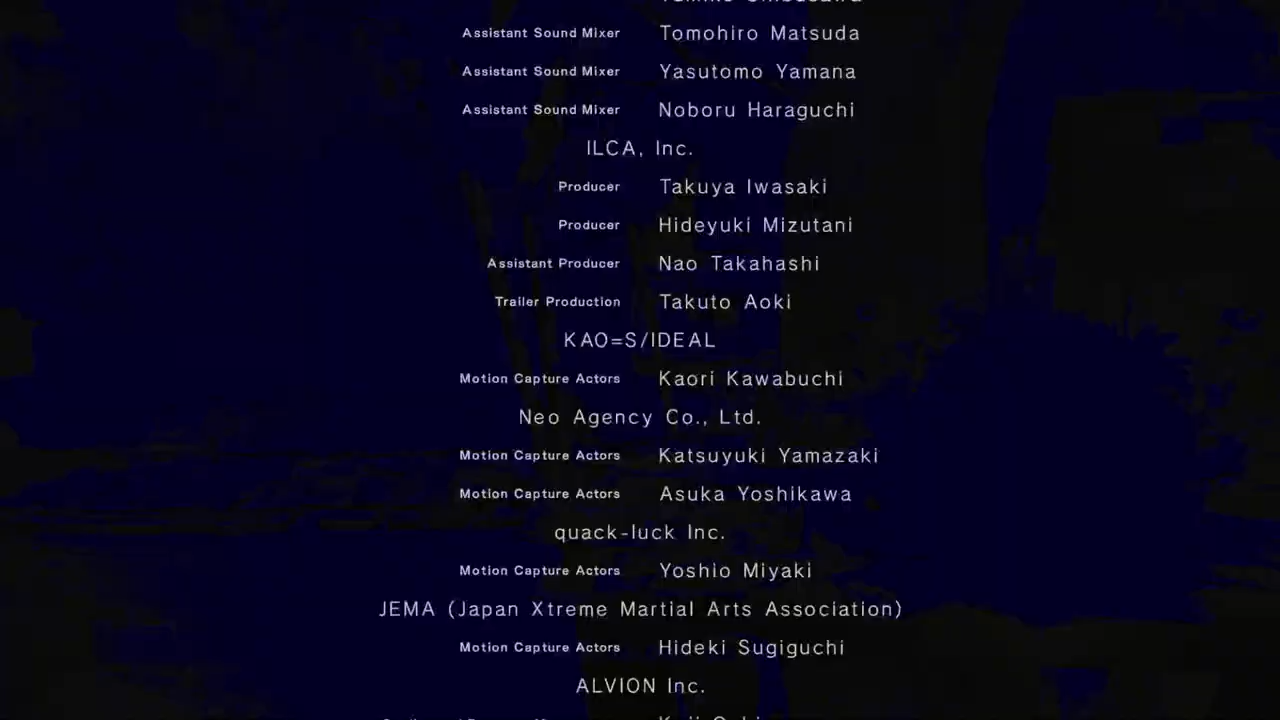 Assistant Sound Mixer Tomohiro Matsuda
Assistant Sound Mixer Yasutomo Yamana
Assistant Sound Mixer Noboru Haraguchi
ILCA, Inc.
Producer Takuya Iwasaki
Producer Hideyuki Mizutani
Assistant Producer Nao Takahashi
Trailer Production Takuto Aoki
KAO=S/IDEAL
Motion Capture Actors Kaori Kawabuchi
Neo Agency Co., Ltd.
Motion Capture Actors Katsuyuki Yamazaki
Motion Capture Actors Asuka Yoshikawa
quack-luck Inc.
Motion Capture Actors Yoshio Miyaki
JEMA (Japan Xtreme Martial Arts Association)
Motion Capture Actors Hideki Sugiguchi
ALVION Inc.